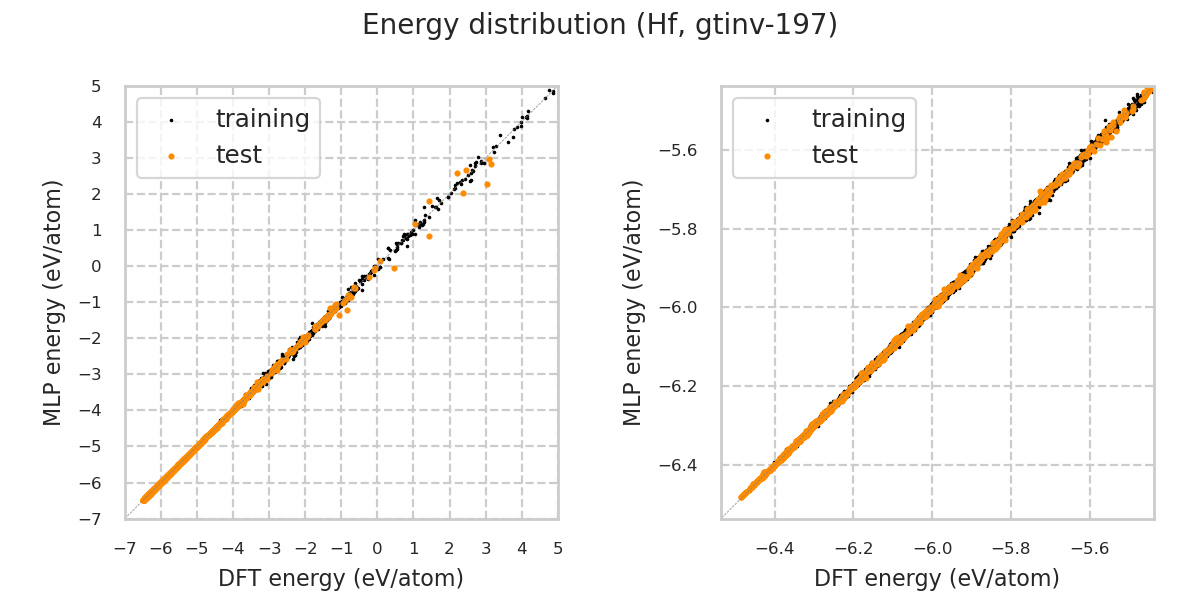 Energy distribution (Hf, gtinv-197)
training
test
5
4
3
2
1
0
−1
−2
−3
−4
−5
−6
−7
−7 −6 −5 −4 −3 −2 −1 0 1 2 3 4 5
MLP energy (eV/atom)
DFT energy (eV/atom)
training
test
−5.6
−5.8
−6.0
−6.2
−6.4
−6.4 −6.2 −6.0 −5.8 −5.6
MLP energy (eV/atom)
DFT energy (eV/atom)